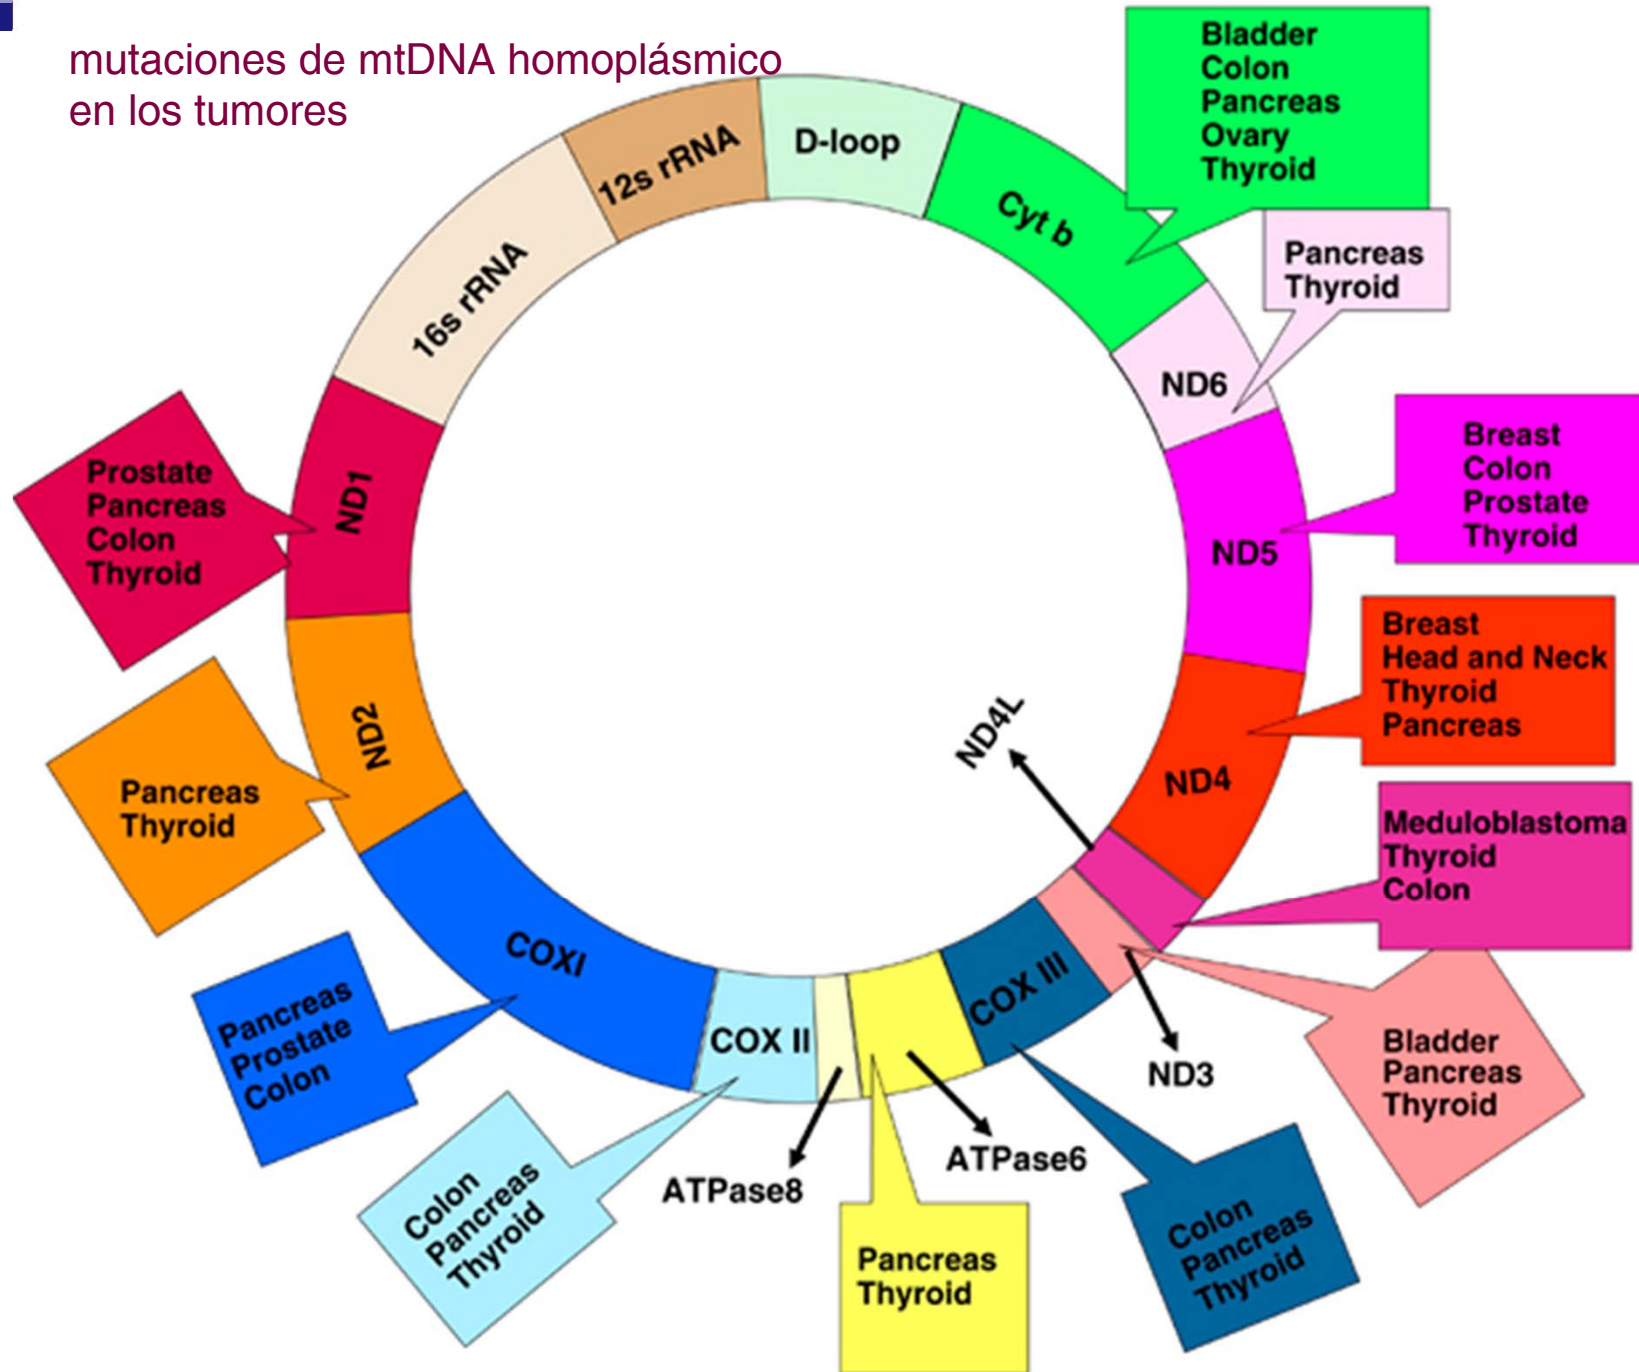 mutaciones de mtDNA homoplásmico
en los tumores
D-loop
Cyt b
Bladder
Colon
Pancreas
Ovary
Thyroid
ND6
Pancreas
Thyroid
ND5
Breast
Colon
Prostate
Thyroid
ND4
Breast
Head and Neck
Thyroid
Pancreas
ND4L
Meduloblastoma
Thyroid
Colon
ND3
Bladder
Pancreas
Thyroid
COX III
Colon
Pancreas
Thyroid
ATPase6
Pancreas
Thyroid
ATPase8
COX II
Colon
Pancreas
Thyroid
COXI
Pancreas
Prostate
Colon
ND2
Pancreas
Thyroid
ND1
Prostate
Pancreas
Colon
Thyroid
16s rRNA
12s rRNA